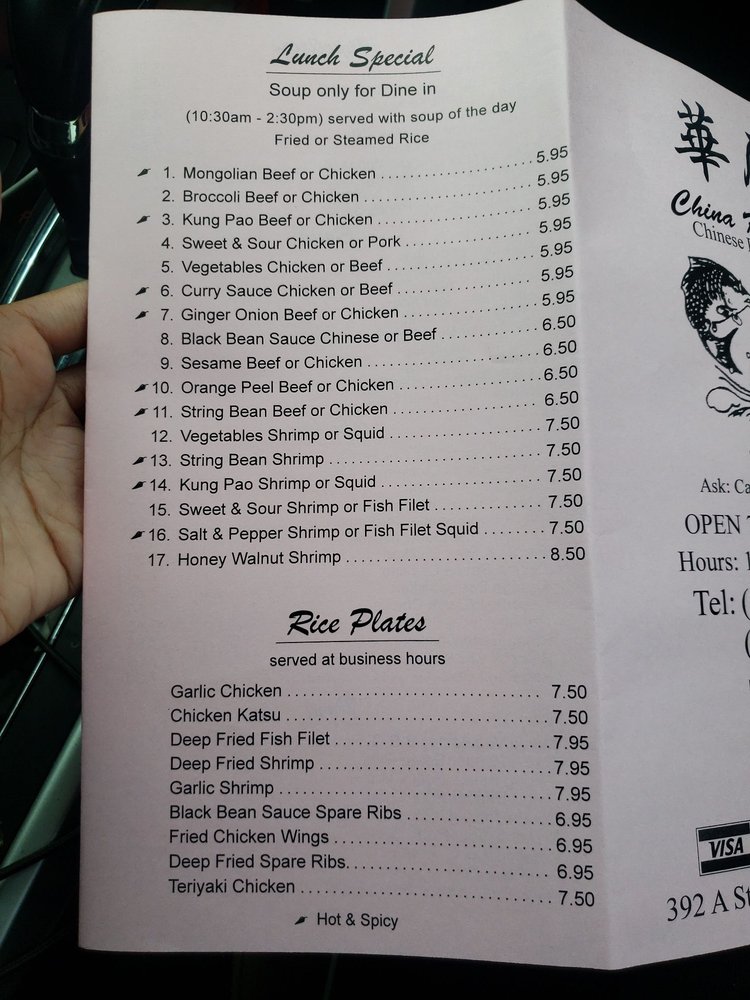 Lunch Special
Soup only for Dine in
(10:30am - 2:30pm) served with soup of the day
Fried or Steamed Rice
1. Mongolian Beef or Chicken 5.95
2. Broccoli Beef or Chicken 5.95
3. Kung Pao Beef or Chicken 5.95
4. Sweet & Sour Chicken or Pork 5.95
5. Vegetables Chicken or Beef 5.95
6. Curry Sauce Chicken or Beef 5.95
7. Ginger Onion Beef or Chicken 5.95
8. Black Bean Sauce Chinese or Beef 6.50
9. Sesame Beef or Chicken 6.50
10. Orange Peel Beef or Chicken 6.50
11. String Bean Beef or Chicken 6.50
12. Vegetables Shrimp or Squid 7.50
13. String Bean Shrimp 7.50
14. Kung Pao Shrimp or Squid 7.50
15. Sweet & Sour Shrimp or Fish Filet 7.50
16. Salt & Pepper Shrimp or Fish Filet Squid 7.50
17. Honey Walnut Shrimp 8.50
Rice Plates
served at business hours
Garlic Chicken 7.50
Chicken Katsu 7.50
Deep Fried Fish Filet 7.95
Deep Fried Shrimp 7.95
Garlic Shrimp 7.95
Black Bean Sauce Spare Ribs 6.95
Fried Chicken Wings 6.95
Deep Fried Spare Ribs. 6.95
Teriyaki Chicken 7.50
Hot & Spicy
華
China
Chinese
Ask:
OPEN
Hours:
Tel: (
VISA
392 A St